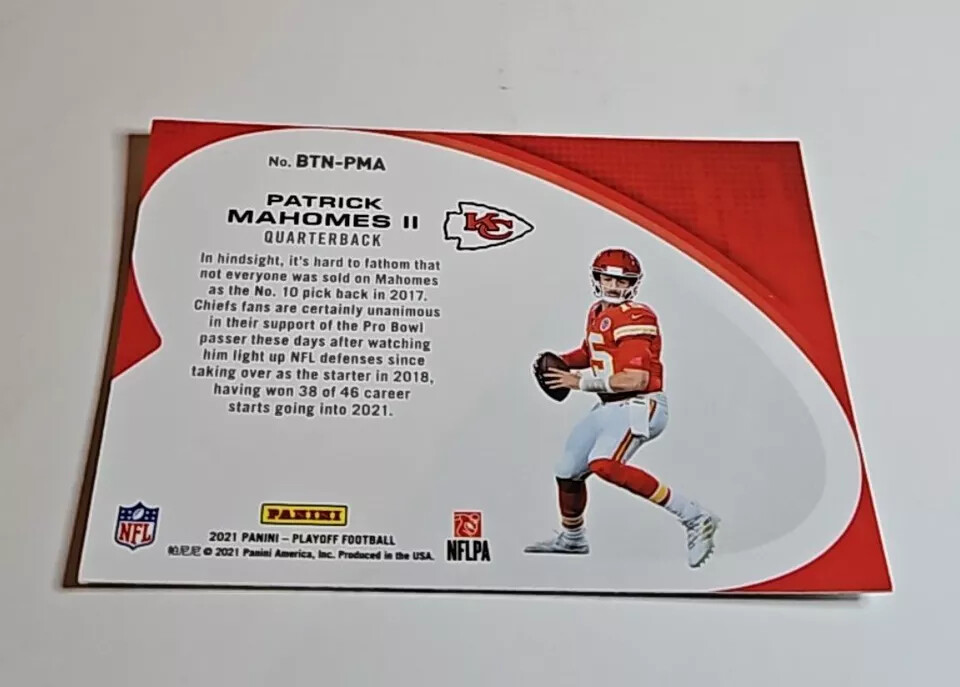 No. BTN-PMA
PATRICK
MAHOMES II
QUARTERBACK
KC
In hindsight, it's hard to fathom that
not everyone was sold on Mahomes
as the No. 10 pick back in 2017.
Chiefs fans are certainly unanimous
in their support of the Pro Bowl
passer these days after watching
him light up NFL defenses since
taking over as the starter in 2018,
having won 38 of 46 career
starts going into 2021.
15
NFL
PANINI
2021 PANINI – PLAYOFF FOOTBALL
帕尼尼 © 2021 Panini America, Inc. Produced in the USA.
NFLPA